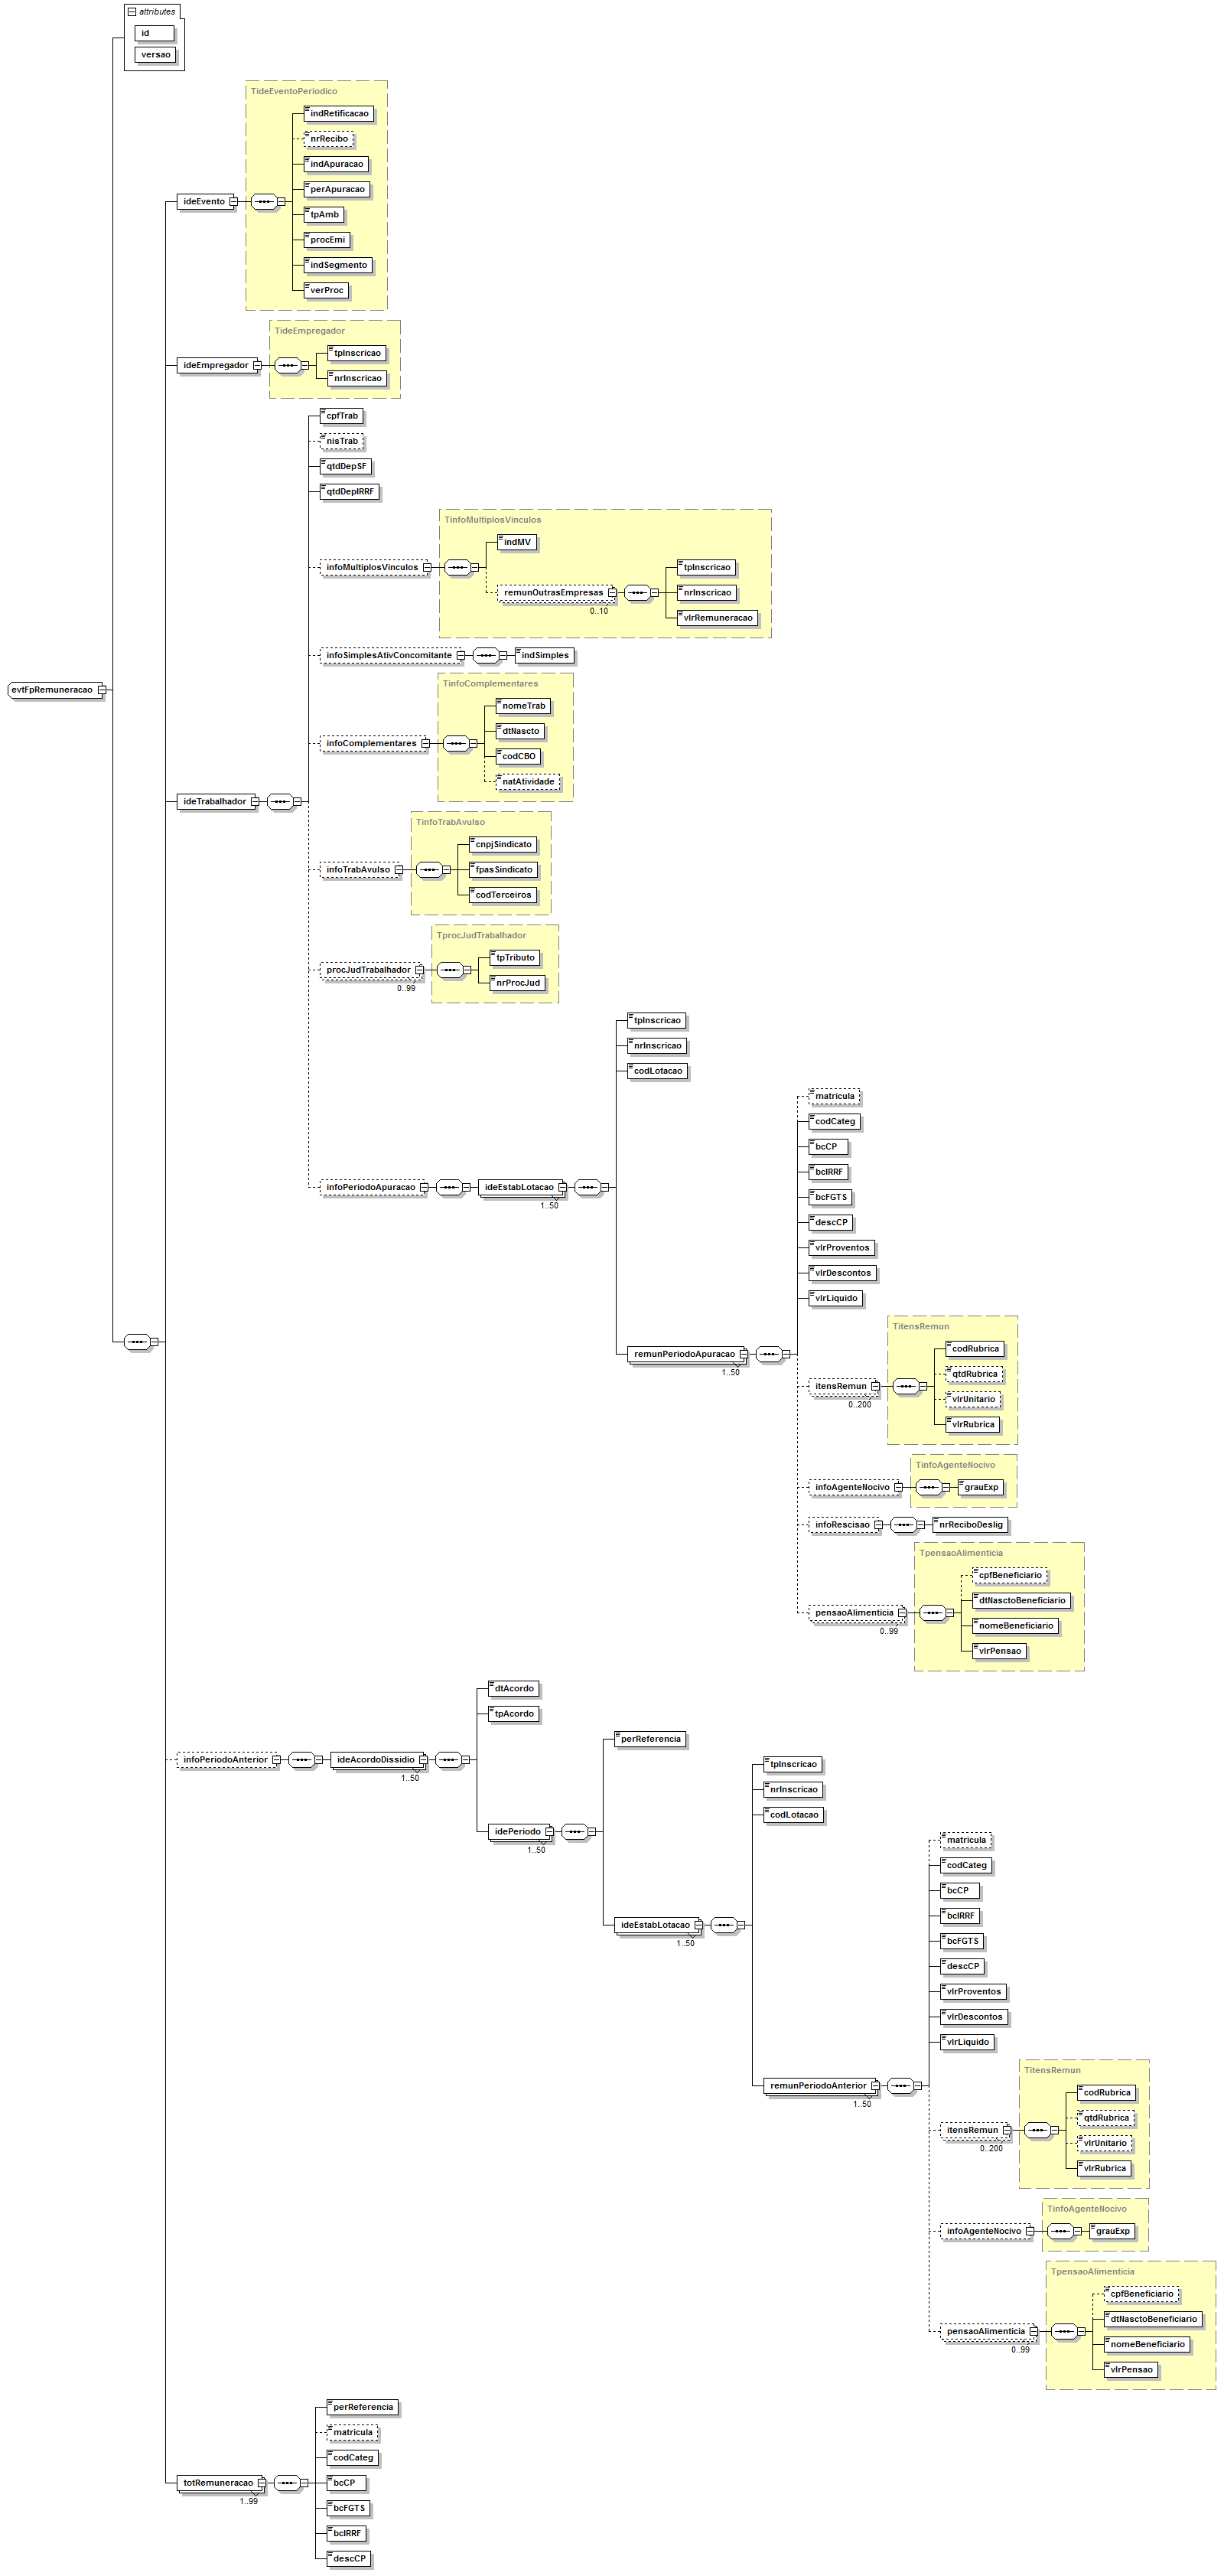 attributes
id
versao
TideEventoPeriodico
indRetificacao
nrRecibo
indApuracao
perApuracao
ideEvento
tpAmb
procEmi
indSegmento
verProc
TideEmpregador
tpInscricao
ideEmpregador
nrInscricao
cpfTrab
nisTrab
qtdDepSF
qtdDepIRRF
TinfoMultiplosVinculos
indMV
infoMultiplosVinculos
tpInscricao
remunOutrasEmpresas
nrInscricao
0..10
vlrRemuneracao
infoSimplesAtivConcomitante
indSimples
TinfoComplementares
evtFpRemuneracao
nomeTrab
dtNascto
infoComplementares
codCBO
natAtividade
ideTrabalhador
TinfoTrabAvulso
cnpjSindicato
infoTrabAvulso
fpasSindicato
codTerceiros
TprocJudTrabalhador
tpTributo
procJudTrabalhador
nrProcJud
0..99
tpInscricao
nrInscricao
codLotacao
matricula
codCateg
bcCP
bcIRRF
infoPeriodoApuracao
ideEstabLotacao
bcFGTS
1..50
descCP
vlrProventos
vlrDescontos
vlrLiquido
TitensRemun
codRubrica
remunPeriodoApuracao
1..50
qtdRubrica
itensRemun
vlrUnitario
0..200
vlrRubrica
TinfoAgenteNocivo
infoAgenteNocivo
grauExp
infoRescisao
nrReciboDeslig
TpensaoAlimenticia
cpfBeneficiario
dtNasctoBeneficiario
pensaoAlimenticia
nomeBeneficiario
0..99
vlrPensao
dtAcordo
tpAcordo
perReferencia
infoPeriodoAnterior
ideAcordoDissidio
1..50
tpInscricao
nrInscricao
codLotacao
idePeriodo
1..50
matricula
codCateg
bcCP
bcIRRF
ideEstabLotacao
1..50
bcFGTS
descCP
vlrProventos
vlrDescontos
vlrLiquido
TitensRemun
remunPeriodoAnterior
1..50
codRubrica
qtdRubrica
itensRemun
0..200
vlrUnitario
vlrRubrica
TinfoAgenteNocivo
infoAgenteNocivo
grauExp
TpensaoAlimenticia
cpfBeneficiario
dtNasctoBeneficiario
pensaoAlimenticia
0..99
nomeBeneficiario
vlrPensao
perReferencia
matricula
codCateg
totRemuneracao
1..99
bcCP
bcFGTS
bcIRRF
descCP